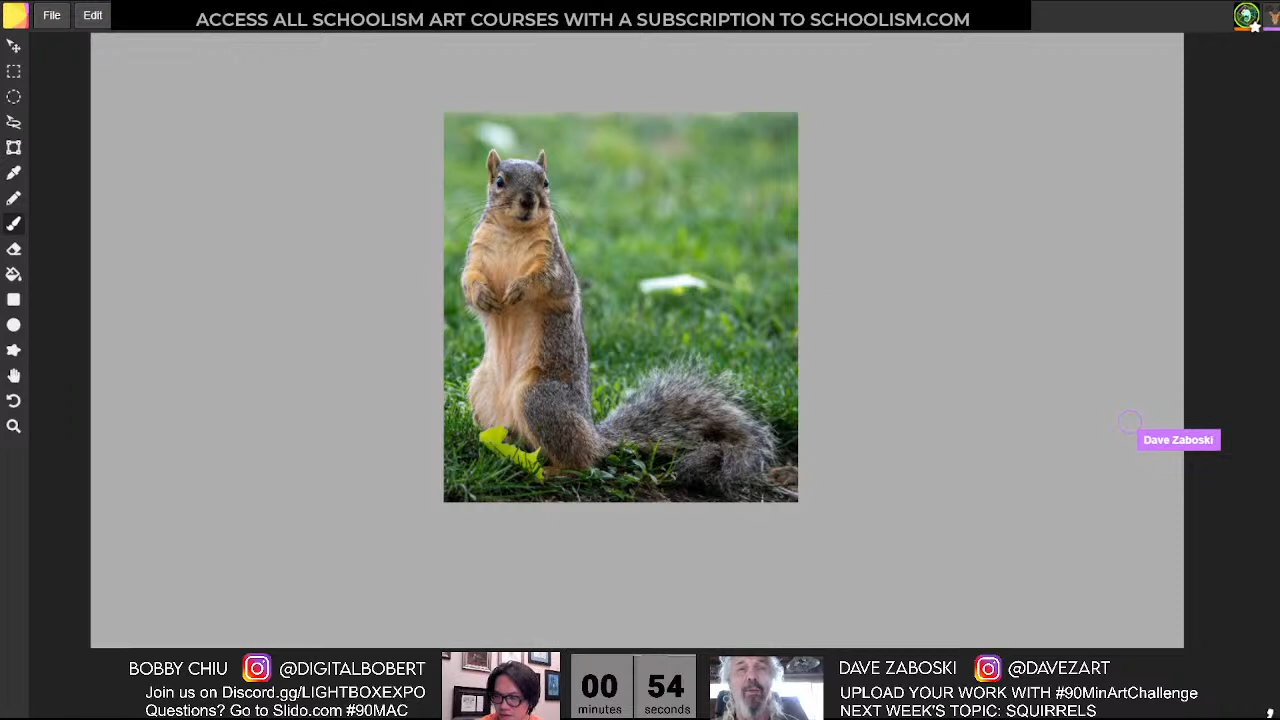 ACCESS ALL SCHOOLISM ART COURSES WITH A SUBSCRIPTION TO SCHOOLISM.COM
File Edit
Dave Zaboski
BOBBY CHIU @DIGITALBOBERT
Join us on Discord.gg/LIGHTBOXEXPO
Questions? Go to Slido.com #90MAC
00 54
minutes seconds
DAVE ZABOSKI @DAVEZART
UPLOAD YOUR WORK WITH #90MinArtChallenge
NEXT WEEK'S TOPIC: SQUIRRELS